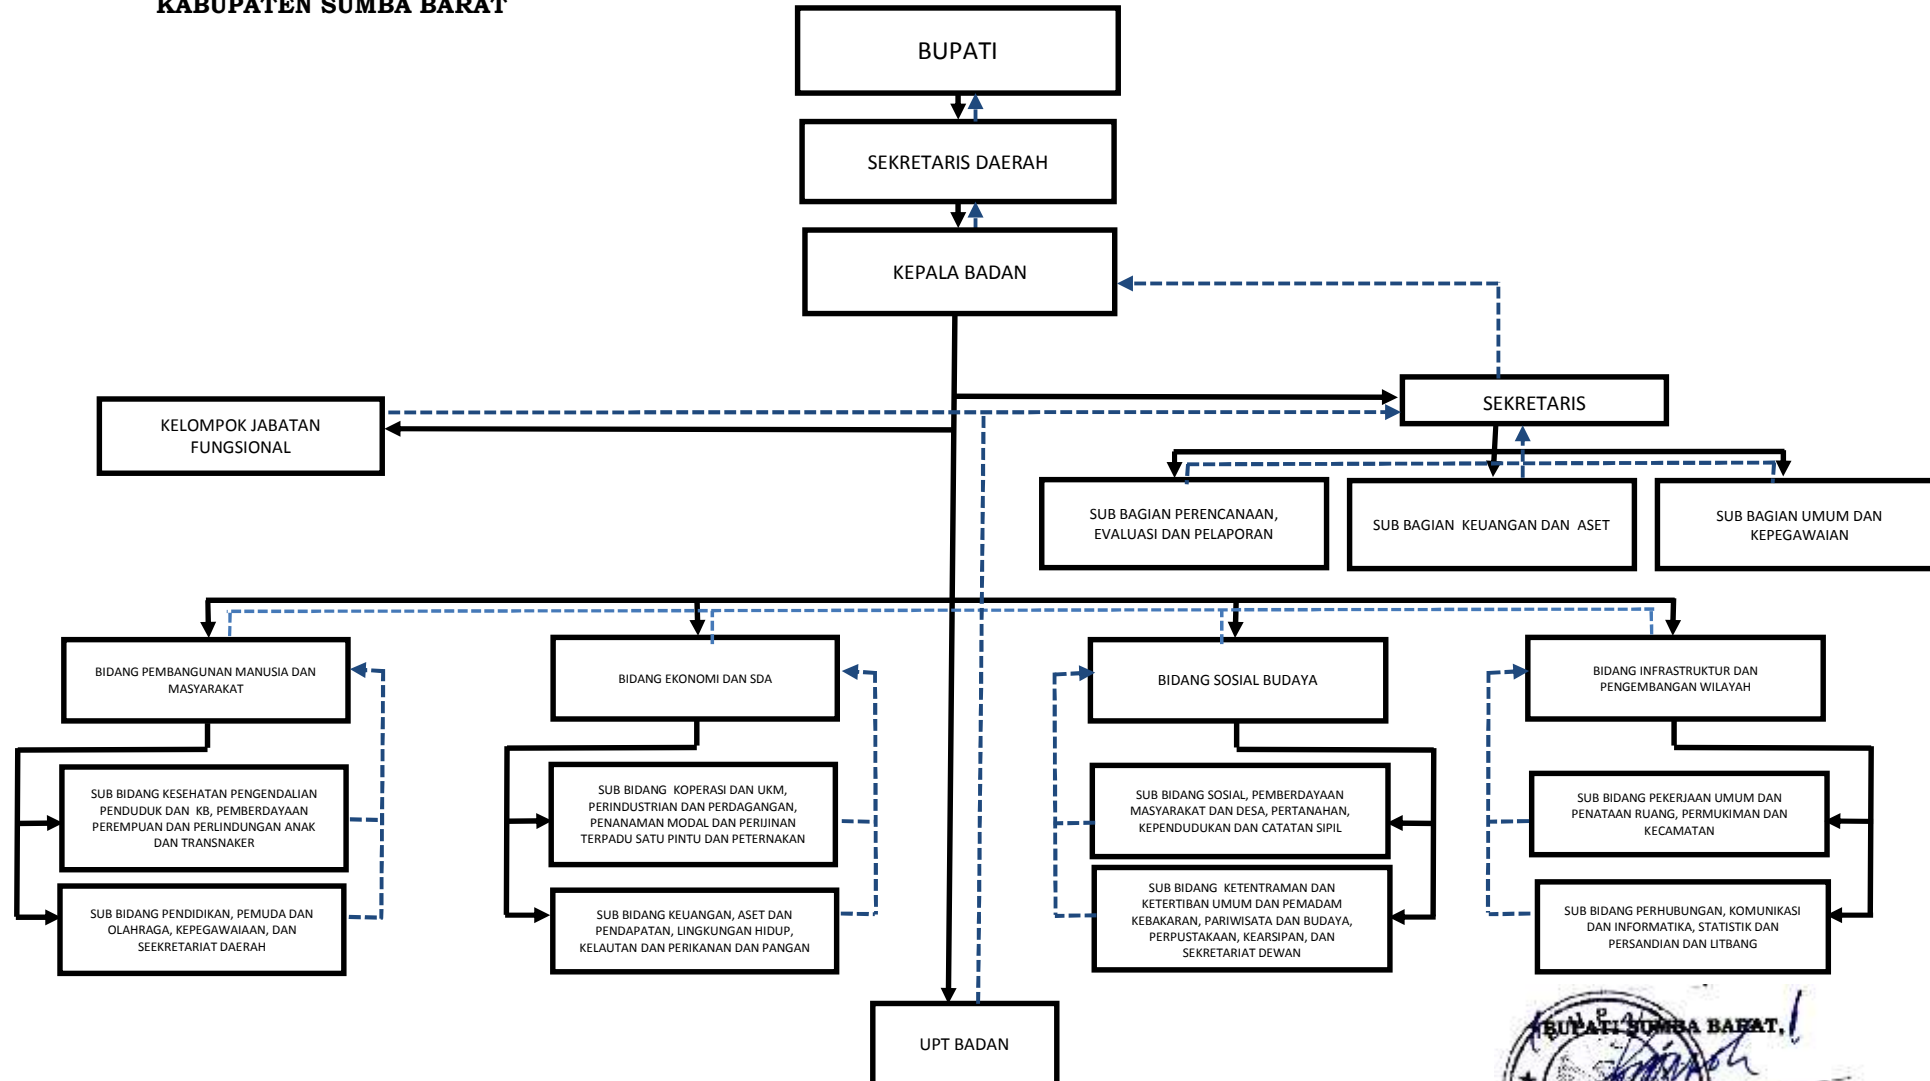 KABUPATEN SUMBA BARAT
BUPATI
SEKRETARIS DAERAH
KEPALA BADAN
SEKRETARIS
KELOMPOK JABATAN
FUNGSIONAL
SUB BAGIAN PERENCANAAN,
EVALUASI DAN PELAPORAN
SUB BAGIAN KEUANGAN DAN ASET
SUB BAGIAN UMUM DAN
KEPEGAWAIAN
BIDANG PEMBANGUNAN MANUSIA DAN
MASYARAKAT
BIDANG EKONOMI DAN SDA
BIDANG SOSIAL BUDAYA
BIDANG INFRASTRUKTUR DAN
PENGEMBANGAN WILAYAH
SUB BIDANG KESEHATAN PENGENDALIAN
PENDUDUK DAN KB, PEMBERDAYAAN
PEREMPUAN DAN PERLINDUNGAN ANAK
DAN TRANSNAKER
SUB BIDANG KOPERASI DAN UKM,
PERINDUSTRIAN DAN PERDAGANGAN,
PENANAMAN MODAL DAN PERIJINAN
TERPADU SATU PINTU DAN PETERNAKAN
SUB BIDANG SOSIAL, PEMBERDAYAAN
MASYARAKAT DAN DESA, PERTANAHAN,
KEPENDUDUKAN DAN CATATAN SIPIL
SUB BIDANG PEKERJAAN UMUM DAN
PENATAAN RUANG, PERMUKIMAN DAN
KECAMATAN
SUB BIDANG PENDIDIKAN, PEMUDA DAN
OLAHRAGA, KEPEGAWAIAAN, DAN
SEEKRETARIAT DAERAH
SUB BIDANG KEUANGAN, ASET DAN
PENDAPATAN, LINGKUNGAN HIDUP,
KELAUTAN DAN PERIKANAN DAN PANGAN
SUB BIDANG KETENTRAMAN DAN
KETERTIBAN UMUM DAN PEMADAM
KEBAKARAN, PARIWISATA DAN BUDAYA,
PERPUSTAKAAN, KEARSIPAN, DAN
SEKRETARIAT DEWAN
SUB BIDANG PERHUBUNGAN, KOMUNIKASI
DAN INFORMATIKA, STATISTIK DAN
PERSANDIAN DAN LITBANG
UPT BADAN
BUPATI SUMBA BARAT,